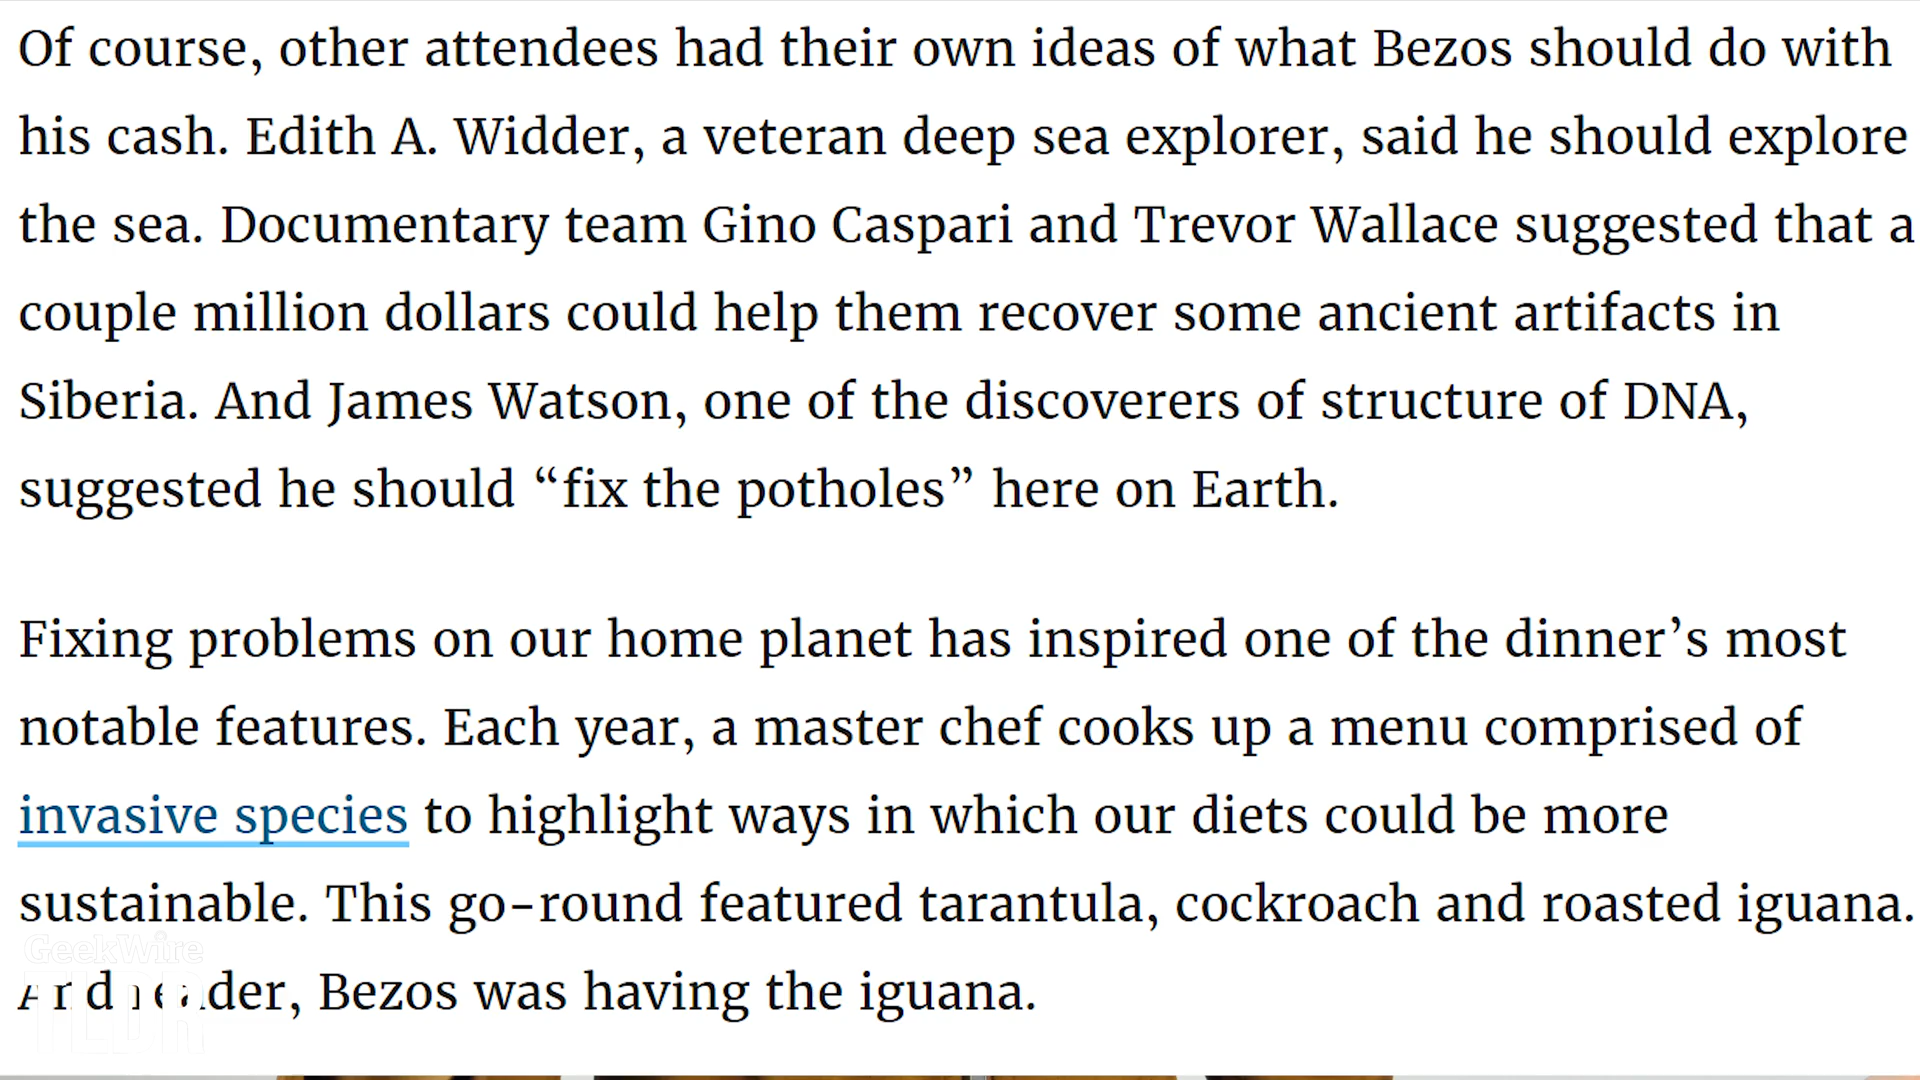 Of course, other attendees had their own ideas of what Bezos should do with
his cash. Edith A. Widder, a veteran deep sea explorer, said he should explore
the sea. Documentary team Gino Caspari and Trevor Wallace suggested that a
couple million dollars could help them recover some ancient artifacts in
Siberia. And James Watson, one of the discoverers of structure of DNA,
suggested he should “fix the potholes” here on Earth.
Fixing problems on our home planet has inspired one of the dinner’s most
notable features. Each year, a master chef cooks up a menu comprised of
invasive species to highlight ways in which our diets could be more
sustainable. This go-round featured tarantula, cockroach and roasted iguana.
GeekWire
TLDR
And reader, Bezos was having the iguana.